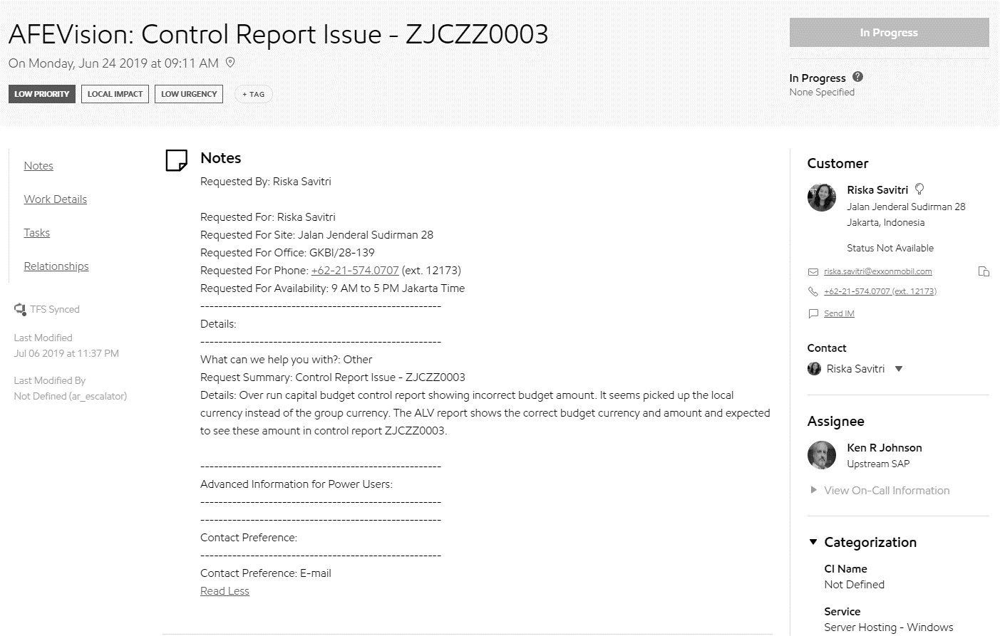 AFEVision: Control Report Issue - ZJCZZ0003
On Monday, Jun 24 2019 at 09:11 AM
LOW PRIORITY
LOCAL IMPACT
LOW URGENCY
+ TAG
In Progress
In Progress ?
None Specified
Notes
Work Details
Tasks
Relationships
TFS Synced
Last Modified
Jul 06 2019 at 11:37 PM
Last Modified By
Not Defined (ar_escalator)
Notes
Requested By: Riska Savitri
Requested For: Riska Savitri
Requested For Site: Jalan Jenderal Sudirman 28
Requested For Office: GKBI/28-139
Requested For Phone: +62-21-574.0707 (ext. 12173)
Requested For Availability: 9 AM to 5 PM Jakarta Time
----------------------------------------------------
Details:
----------------------------------------------------
What can we help you with?: Other
Request Summary: Control Report Issue - ZJCZZ0003
Details: Over run capital budget control report showing incorrect budget amount. It seems picked up the local
currency instead of the group currency. The ALV report shows the correct budget currency and amount and expected
to see these amount in control report ZJCZZ0003.
----------------------------------------------------
Advanced Information for Power Users:
----------------------------------------------------
----------------------------------------------------
Contact Preference:
----------------------------------------------------
Contact Preference: E-mail
Read Less
Customer
Riska Savitri
Jalan Jenderal Sudirman 28
Jakarta, Indonesia
Status Not Available
riska.savitri@exxonmobil.com
+62-21-574.0707 (ext. 12173)
Send IM
Contact
Riska Savitri
Assignee
Ken R Johnson
Upstream SAP
View On-Call Information
Categorization
CI Name
Not Defined
Service
Server Hosting - Windows